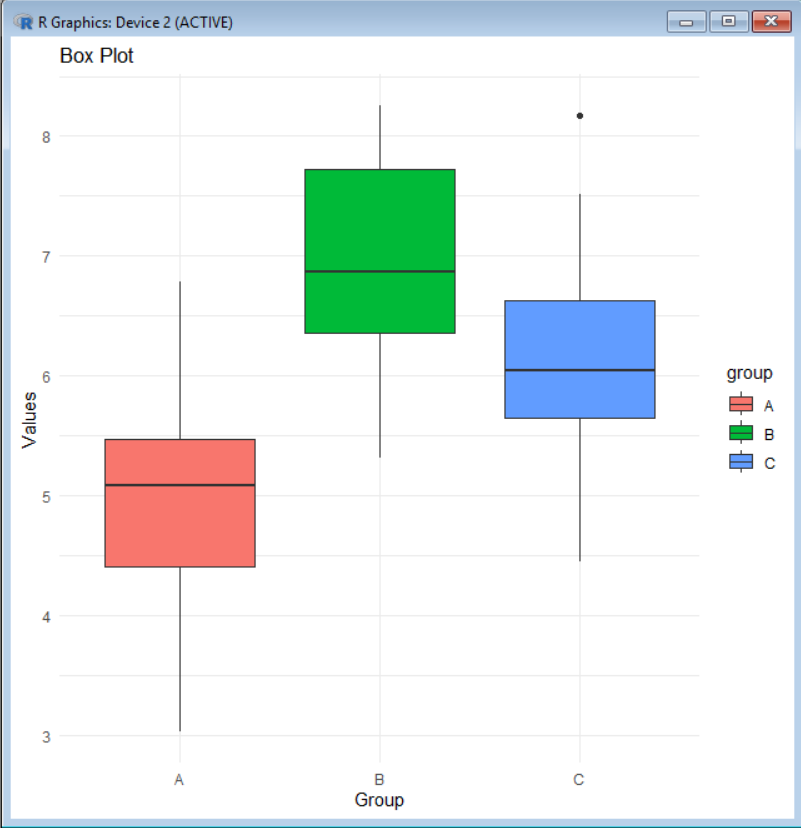 R Graphics: Device 2 (ACTIVE)
Box Plot
8
7
6
5
4
3
Values
A
B
C
Group
group
A
B
C